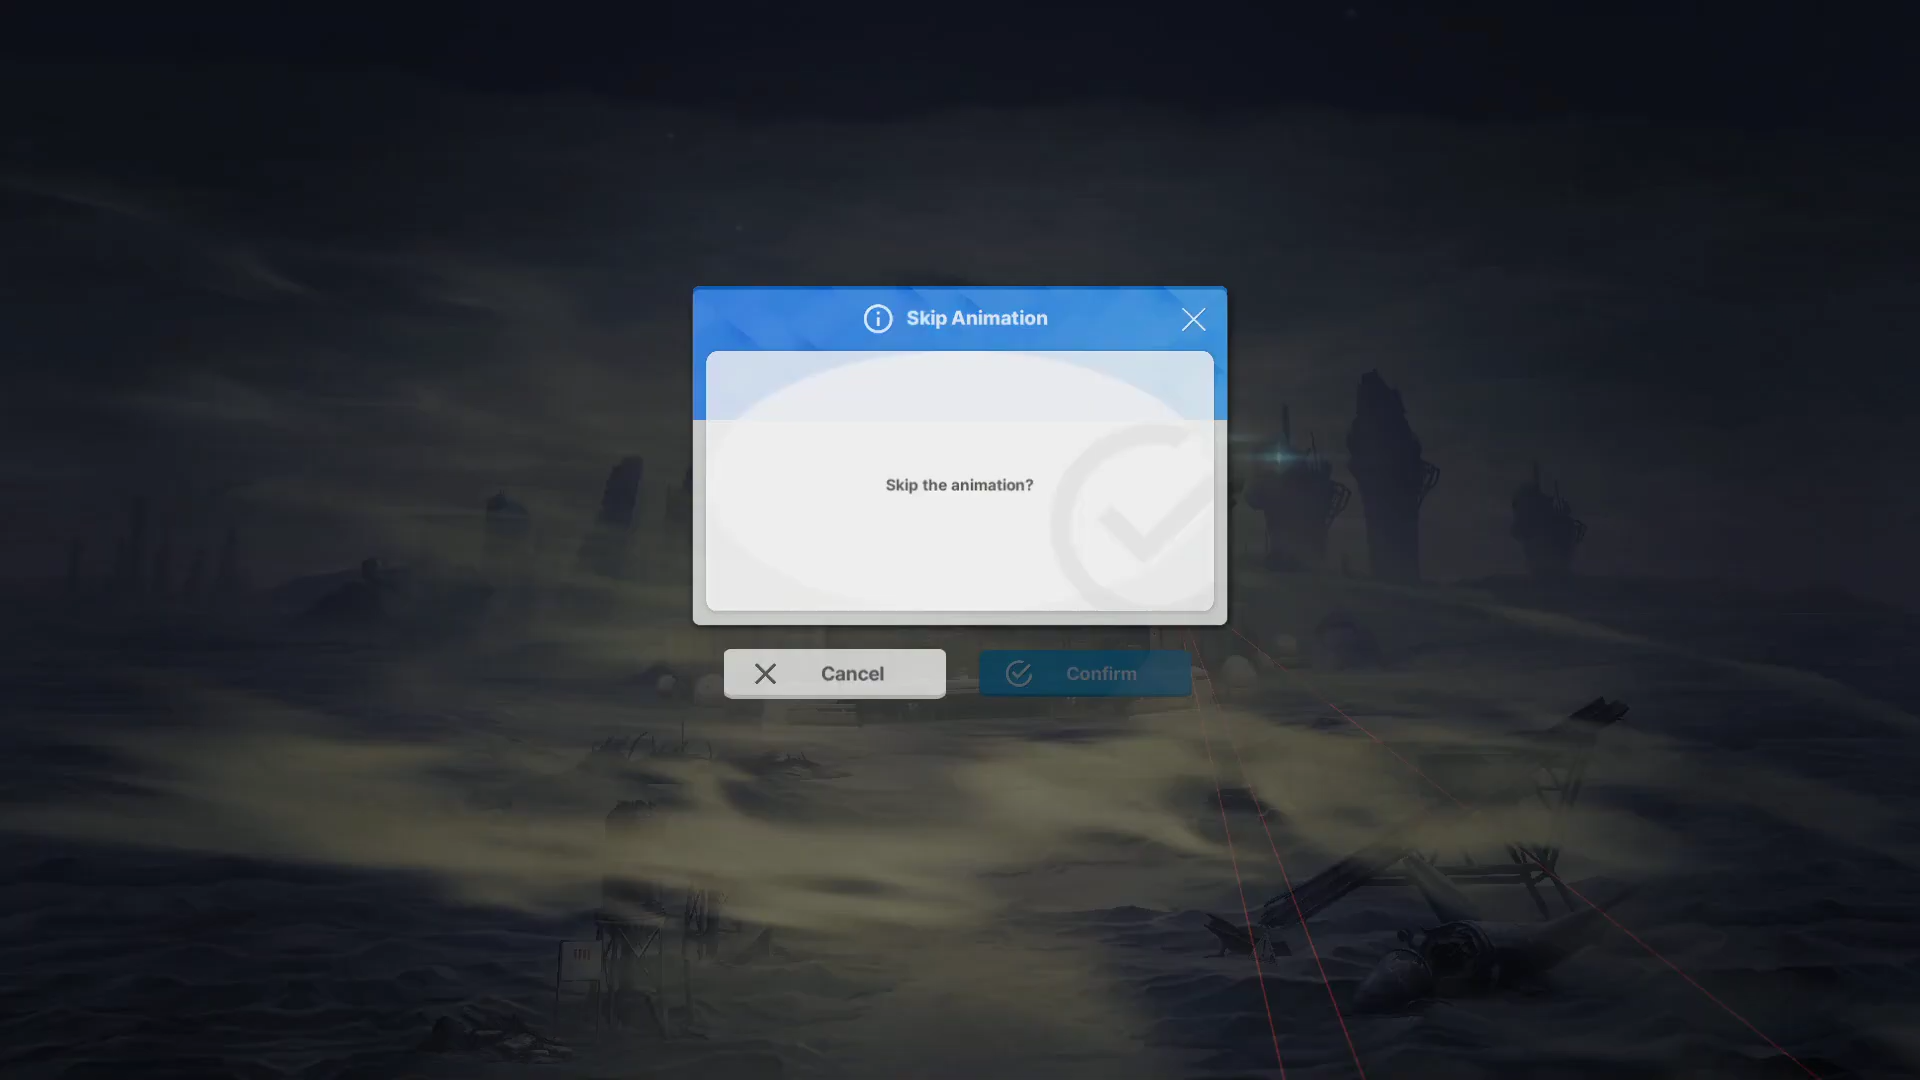 Skip Animation
Skip the animation?
Cancel
Confirm